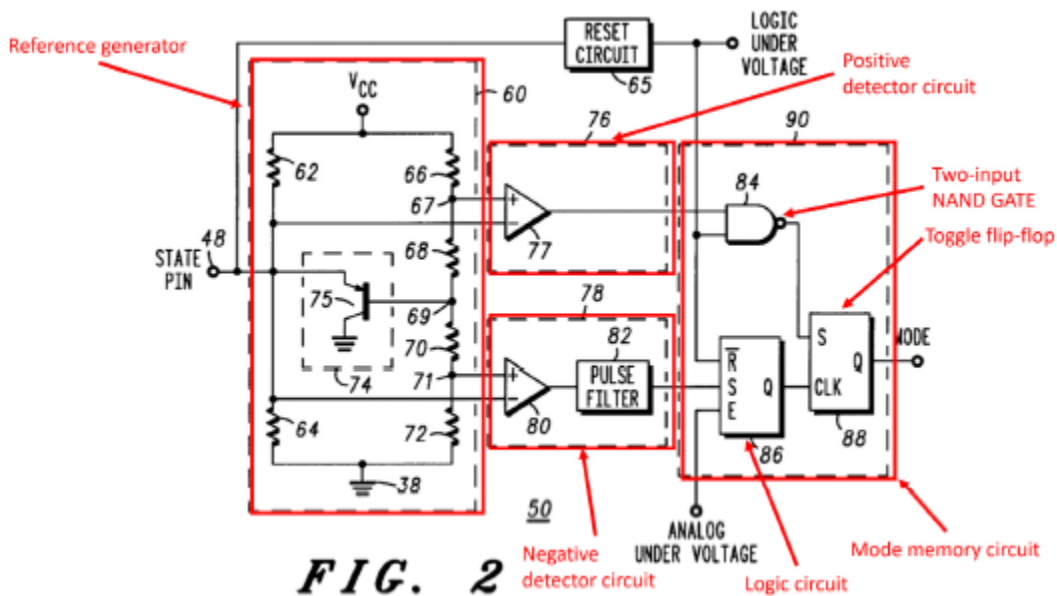 Reference generator
RESET
CIRCUIT
65
LOGIC
UNDER
VOLTAGE
Positive
detector circuit
VCC
60
76
90
62
66
67
68
69
70
71
72
64
38
77
84
Two-input
NAND GATE
Toggle flip-flop
48
STATE
PIN
75
74
78
82
PULSE
FILTER
80
R
S
E
Q
86
S
Q
CLK
88
50
ANALOG
UNDER VOLTAGE
Mode memory circuit
Negative
detector circuit
Logic circuit
FIG. 2